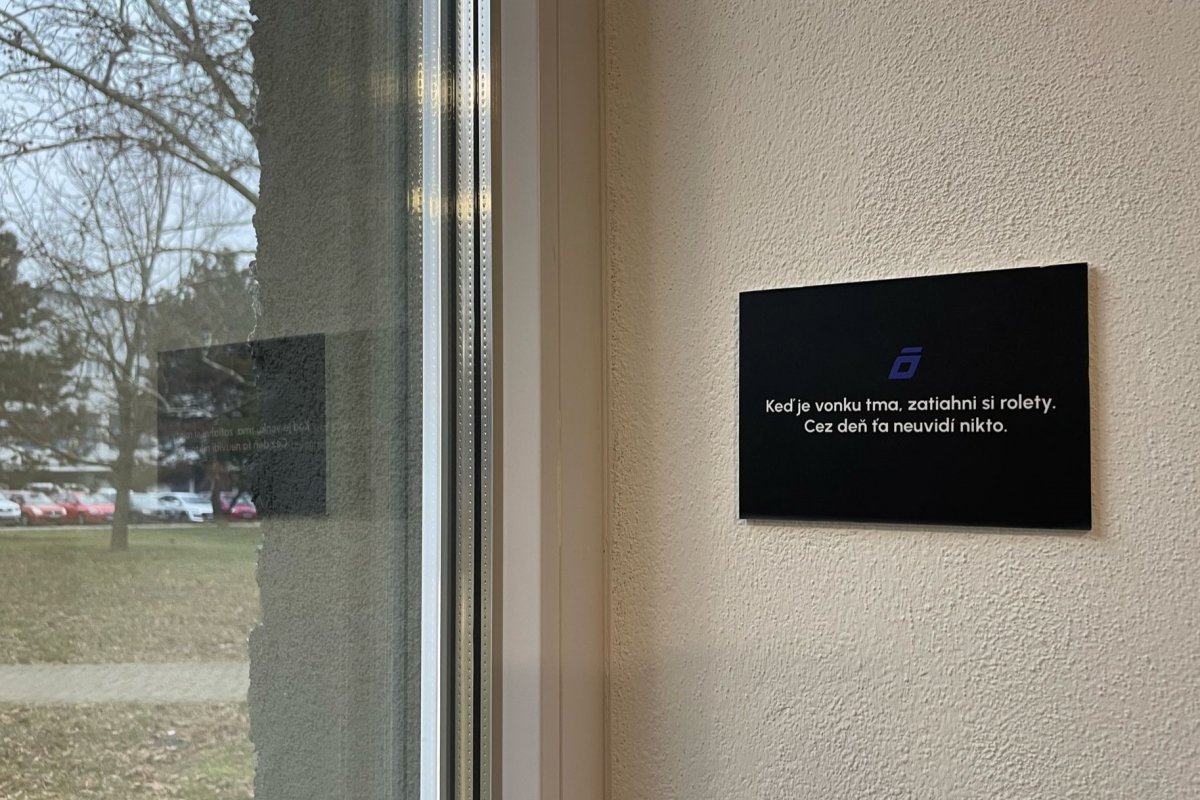 Keď je vonku tma, zatiahni si rolety.
Cez deň ťa neuvidí nikto.